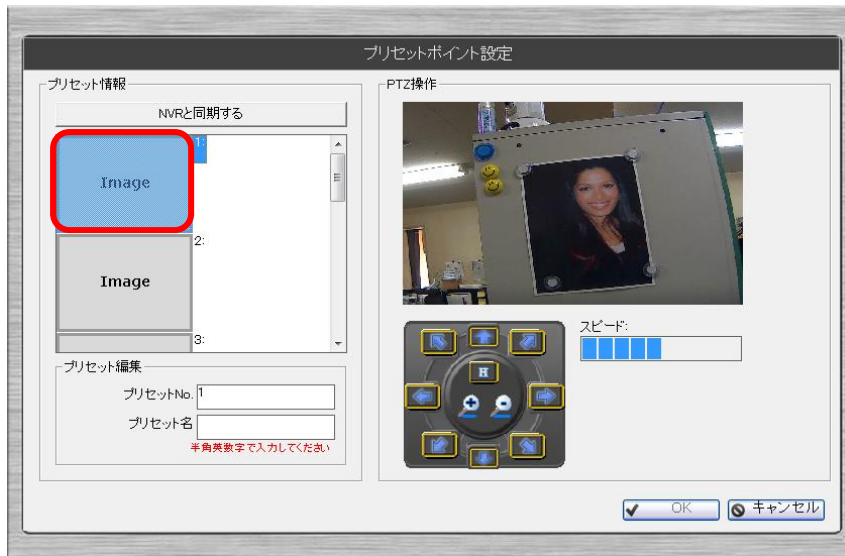 プリセットポイント設定
プリセット情報
NVRと同期する
Image
1:
Image
2:
3:
プリセット編集
プリセットNo. 1
プリセット名
半角英数字で入力してください
PTZ操作
スピード:
H
OK
キャンセル